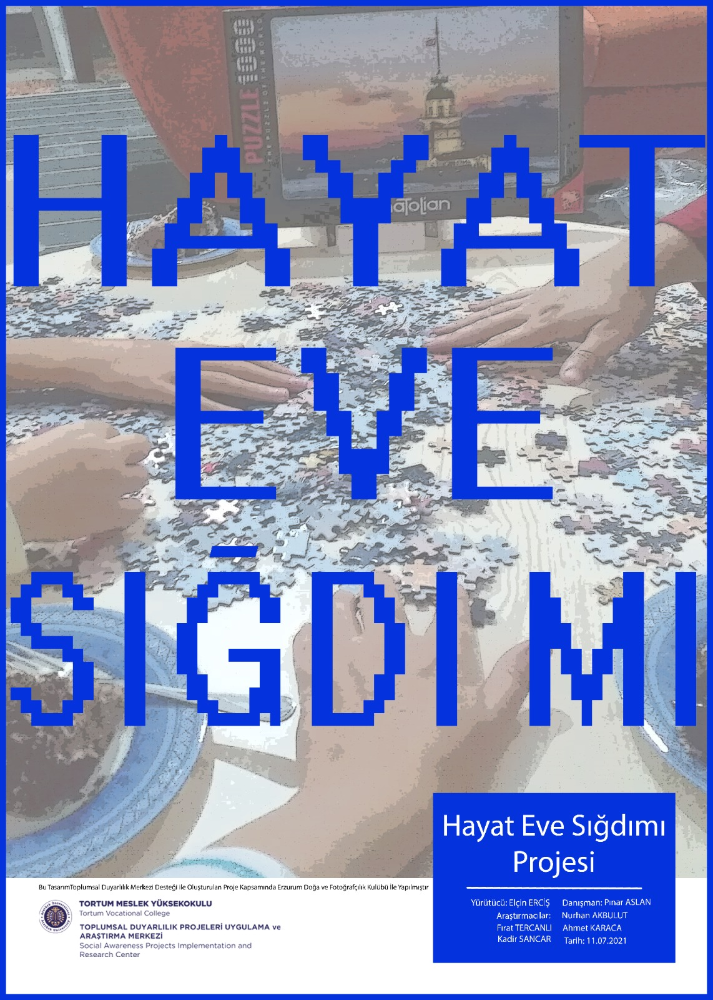 PUZZLE 1000
anatolian
HAYAT
EVE
SIĞDI MI
Hayat Eve Sığdımı
Projesi
Bu TasarımToplumsal Duyarlılık Merkezi Desteği ile Oluşturulan Proje Kapsamında Erzurum Doğa ve Fotoğrafçılık Kulübü İle Yapılmıştır
TORTUM MESLEK YÜKSEKOKULU
Tortum Vocational College
TOPLUMSAL DUYARLILIK PROJELERİ UYGULAMA ve
ARAŞTIRMA MERKEZİ
Social Awareness Projects Implementation and
Research Center
Yürütücü: Elçin ERCİŞ Danışman: Pınar ASLAN
Araştırmacılar: Nurhan AKBULUT
Fırat TERCANLI Ahmet KARACA
Kadir SANCAR Tarih: 11.07.2021